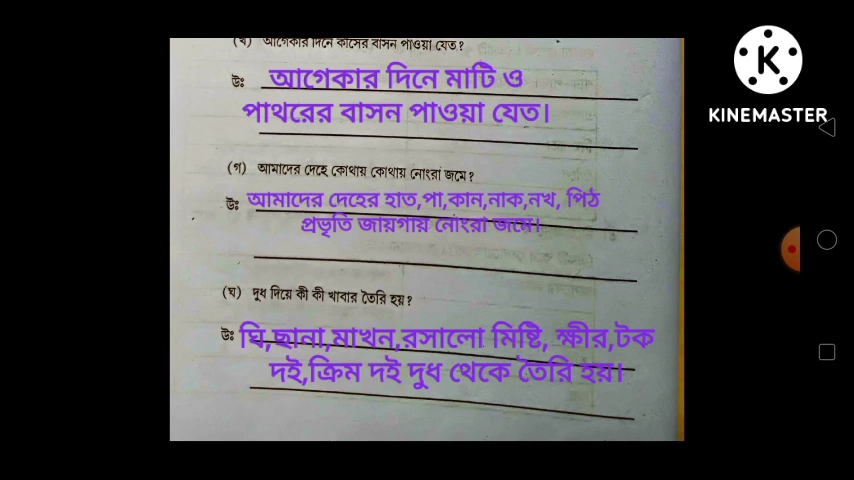 (খ) আগেকার দিনে কীসের বাসন পাওয়া যেত?
উঃ আগেকার দিনে মাটি ও
পাথরের বাসন পাওয়া যেত।
(গ) আমাদের দেহে কোথায় কোথায় নোংরা জমে?
উঃ আমাদের দেহের হাত,পা,কান,নাক,নখ, পিঠ
প্রভৃতি জায়গায় নোংরা জমে।
(ঘ) দুধ দিয়ে কী কী খাবার তৈরি হয়?
উঃ ঘি,ছানা,মাখন,রসালো মিষ্টি, ক্ষীর,টক
দই,ক্রিম দই দুধ থেকে তৈরি হয়।
K
KINEMASTER